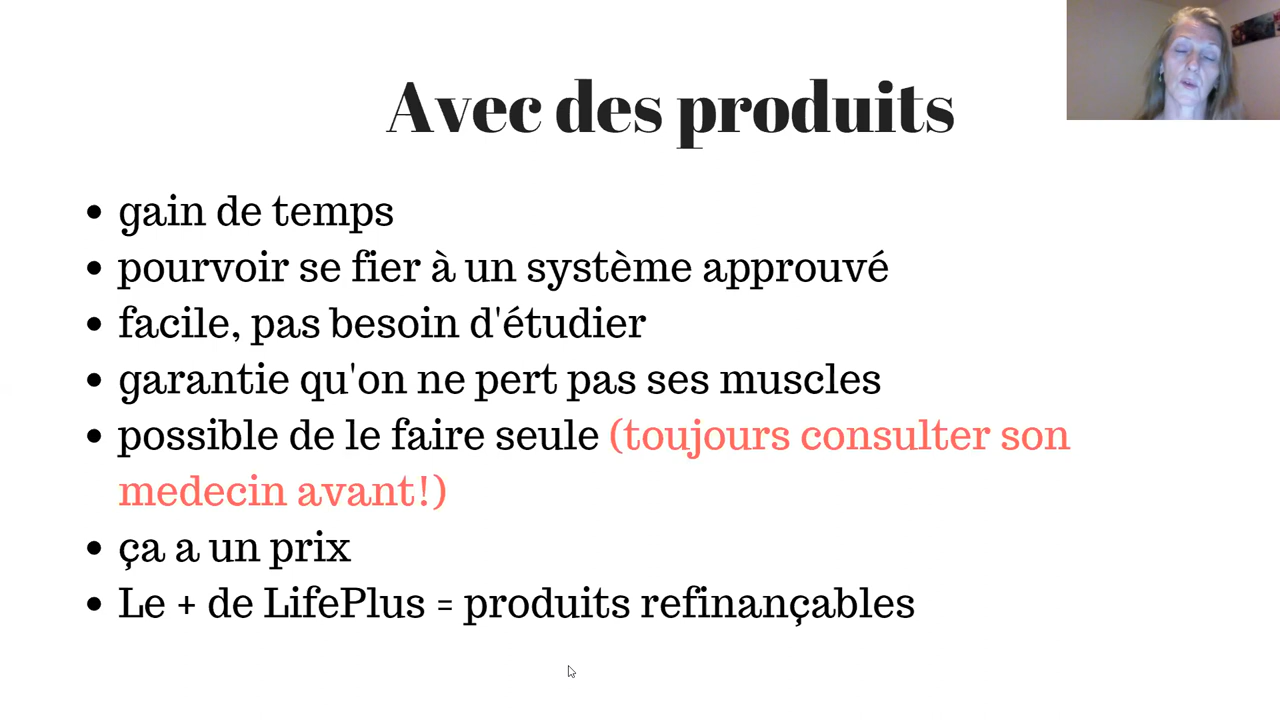 Avec des produits
• gain de temps
• pourvoir se fier à un système approuvé
• facile, pas besoin d'étudier
• garantie qu'on ne pert pas ses muscles
• possible de le faire seule (toujours consulter son
medecin avant!)
• ça a un prix
• Le + de LifePlus = produits refinançables